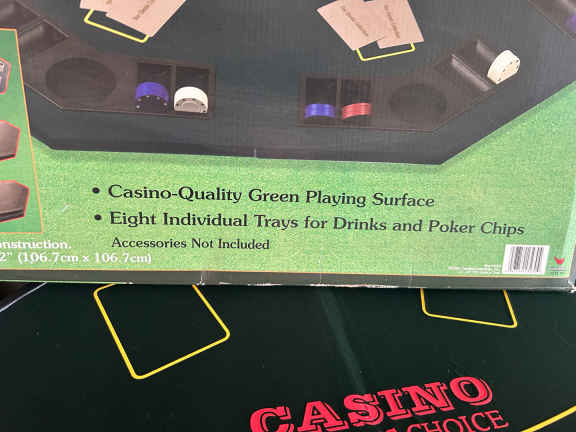 • Casino-Quality Green Playing Surface
• Eight Individual Trays for Drinks and Poker Chips
Accessories Not Included
onstruction.
2" (106.7cm x 106.7cm)
CASINO
CHOICE